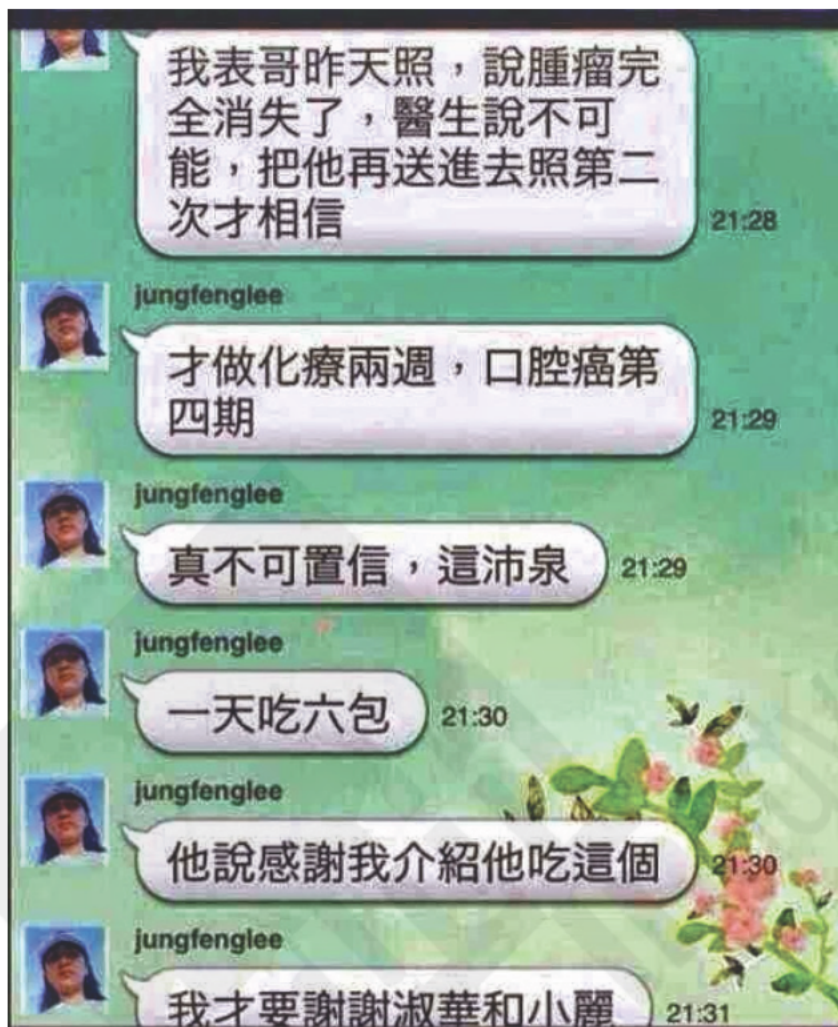 我表哥昨天照，說腫瘤完
全消失了，醫生說不可
能，把他再送進去照第二
次才相信
21:28
jungfenglee
才做化療兩週，口腔癌第
四期
21:29
jungfenglee
真不可置信，這沛泉
21:29
jungfenglee
一天吃六包
21:30
jungfenglee
他說感謝我介紹他吃這個
21:30
jungfenglee
我才要謝謝淑華和小麗
21:31